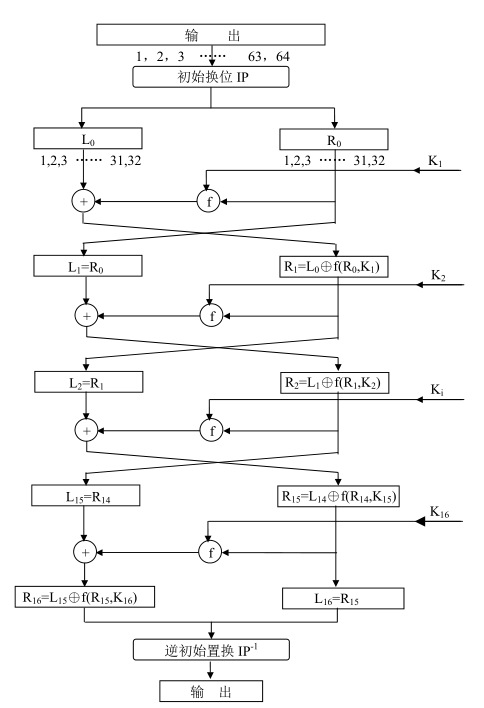 输 出
1，2，3 …… 63，64
初始换位 IP
L₀
R₀
1,2,3 …… 31,32
1,2,3 …… 31,32
K₁
+
f
L₁=R₀
R₁=L₀⊕f(R₀,K₁)
K₂
+
f
L₂=R₁
R₂=L₁⊕f(R₁,K₂)
Kᵢ
+
f
L₁₅=R₁₄
R₁₅=L₁₄⊕f(R₁₄,K₁₅)
K₁₆
+
f
R₁₆=L₁₅⊕f(R₁₅,K₁₆)
L₁₆=R₁₅
逆初始置换 IP⁻¹
输 出